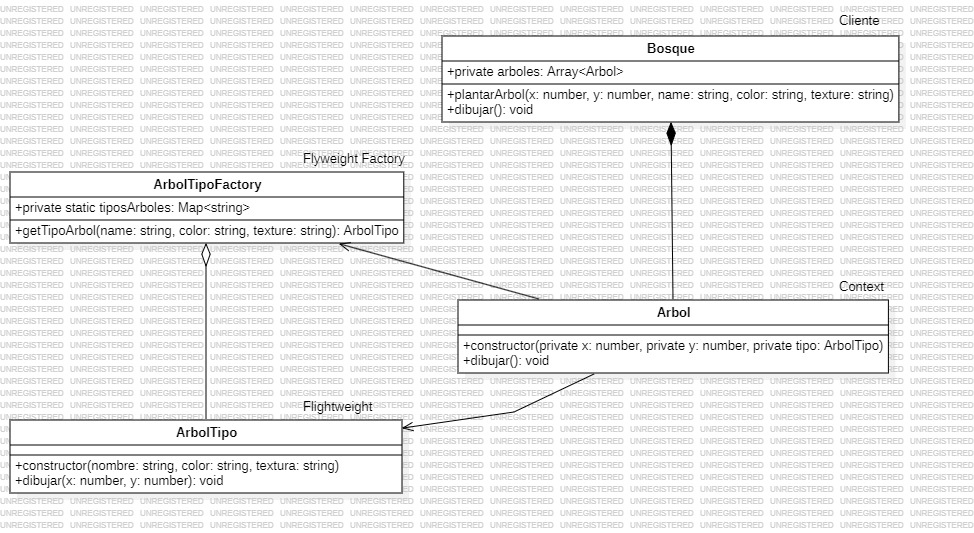 Cliente
Bosque
+private arboles: Array<Arbol>
+plantarArbol(x: number, y: number, name: string, color: string, texture: string)
+dibujar(): void
Flyweight Factory
ArbolTipoFactory
+private static tiposArboles: Map<string>
+getTipoArbol(name: string, color: string, texture: string): ArbolTipo
Context
Arbol
+constructor(private x: number, private y: number, private tipo: ArbolTipo)
+dibujar(): void
Flightweight
ArbolTipo
+constructor(nombre: string, color: string, textura: string)
+dibujar(x: number, y: number): void
UNREGISTERED